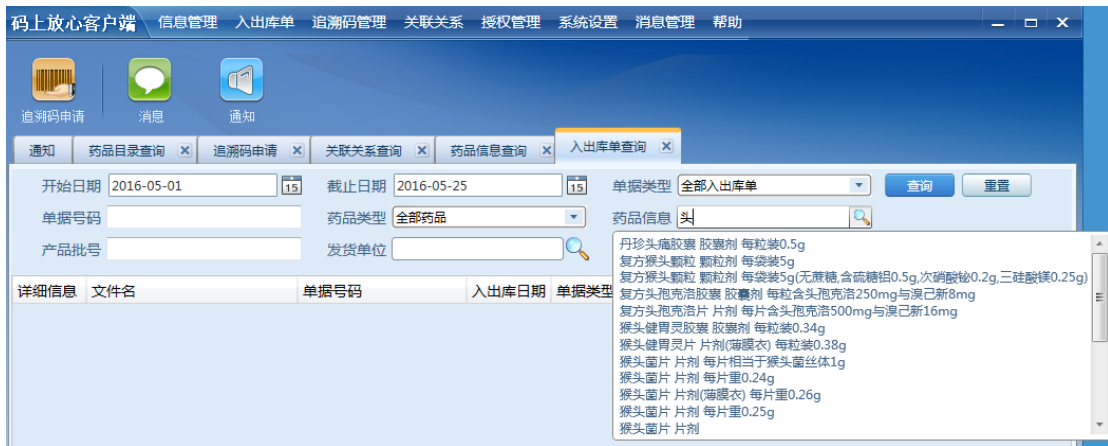 码上放心客户端 信息管理 入出库单 追溯码管理 关联关系 授权管理 系统设置 消息管理 帮助
追溯码申请 消息 通知
通知 药品目录查询 追溯码申请 关联关系查询 药品信息查询 入出库单查询
开始日期 2016-05-01 15 截止日期 2016-05-25 15 单据类型 全部入出库单 查询 重置
单据号码 药品类型 全部药品 药品信息 头
产品批号 发货单位
丹珍头痛胶囊 胶囊剂 每粒装0.5g
复方猴头颗粒 颗粒剂 每袋装5g
复方猴头颗粒 颗粒剂 每袋装5g(无蔗糖,含硫糖铝0.5g,次硝酸铋0.2g,三硅酸镁0.25g)
复方头孢克洛胶囊 胶囊剂 每粒含头孢克洛250mg与溴己新8mg
复方头孢克洛片 片剂 每片含头孢克洛500mg与溴己新16mg
猴头健胃灵胶囊 胶囊剂 每粒装0.34g
猴头健胃灵片 片剂(薄膜衣) 每粒装0.38g
猴头菌片 片剂 每片相当于猴头菌丝体1g
猴头菌片 片剂 每片重0.24g
猴头菌片 片剂(薄膜衣) 每片重0.26g
猴头菌片 片剂 每片重0.25g
猴头菌片 片剂
详细信息 文件名 单据号码 入出库日期 单据类型